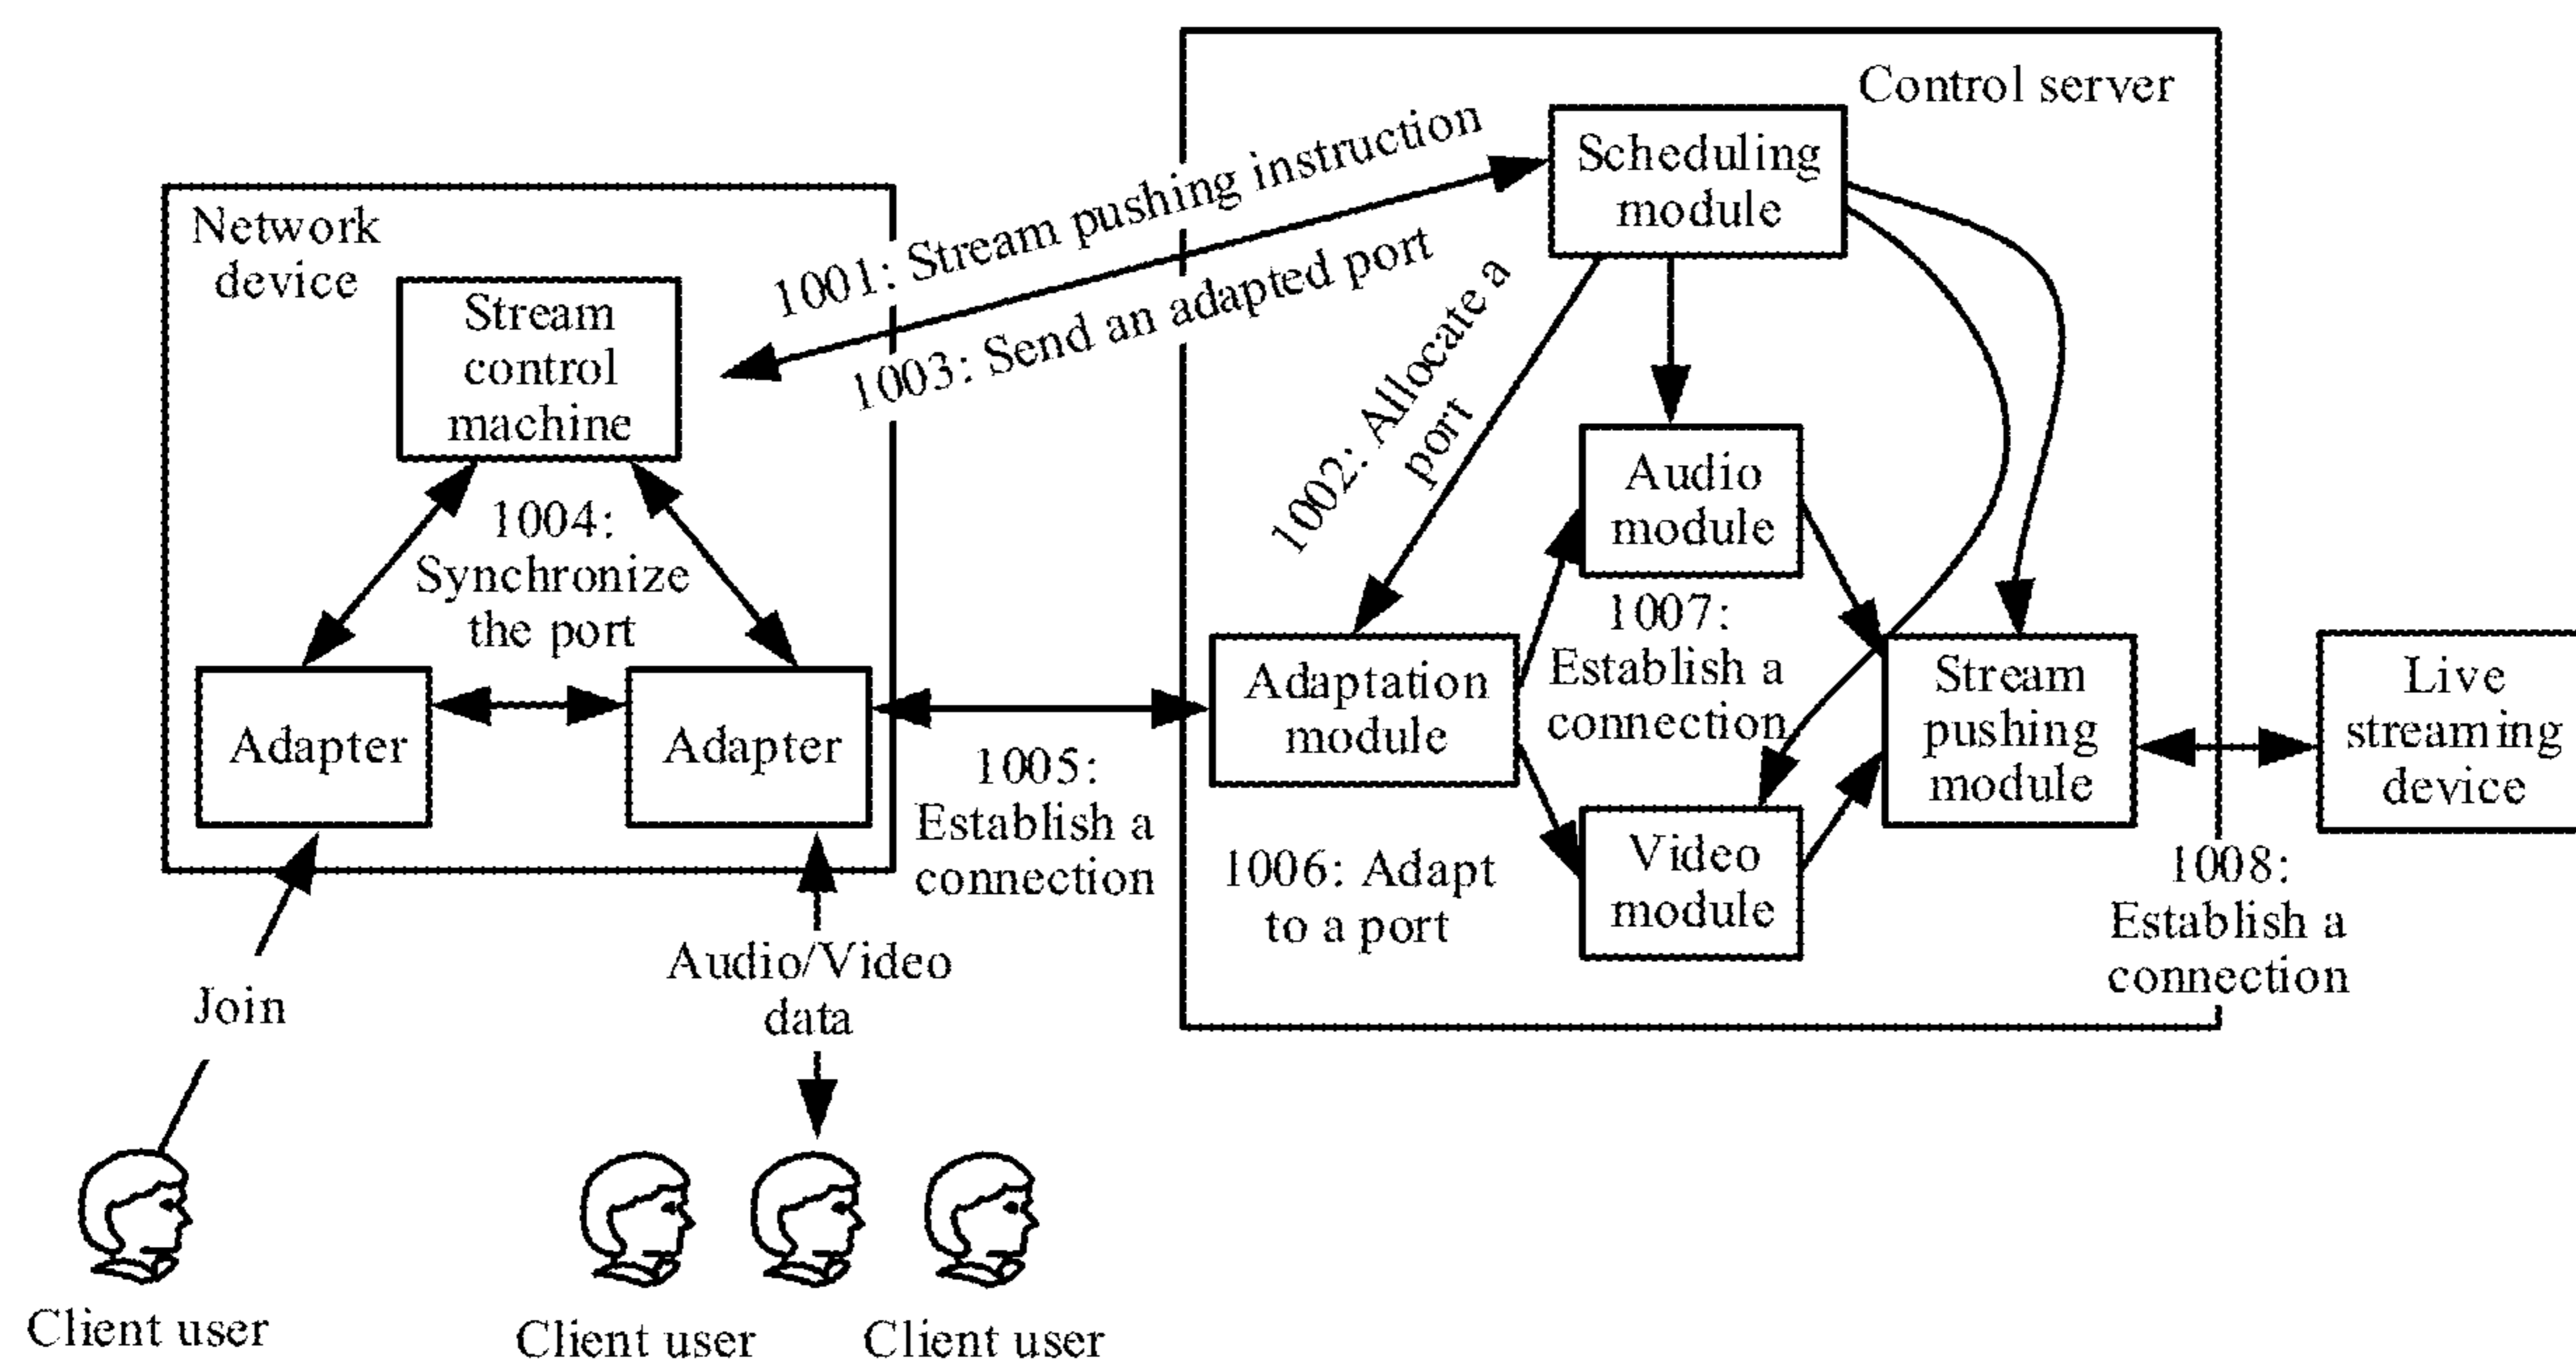 Control server
Scheduling
module
1001: Stream pushing instruction
1003: Send an adapted port
1002: Allocate a
port
Network
device
Stream
control
machine
1004:
Synchronize
the port
Adapter
Adapter
1005:
Establish a
connection
Audio
module
1007:
Establish a
connection
Adaptation
module
Stream
pushing
module
Live
streaming
device
1006: Adapt
to a port
Video
module
1008:
Establish a
connection
Join
Audio/Video
data
Client user
Client user
Client user